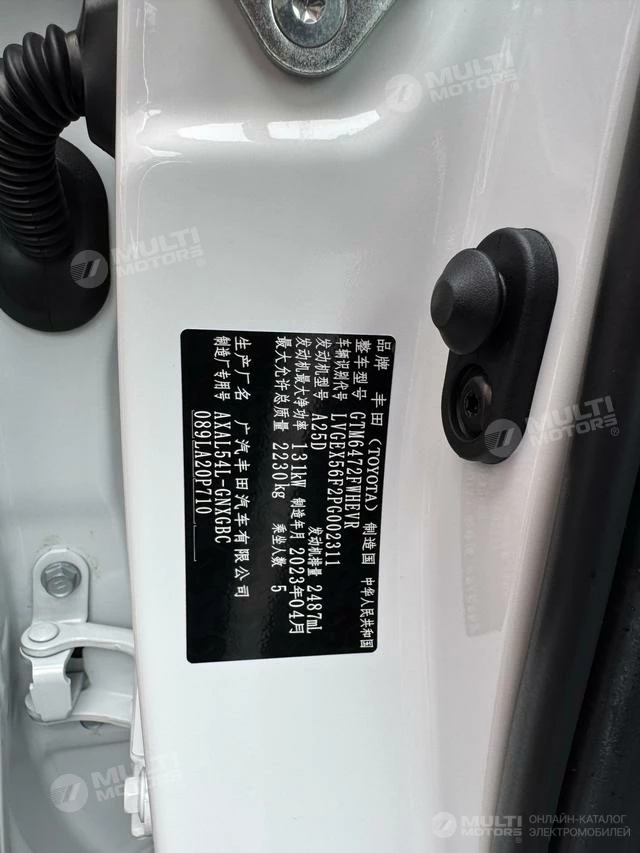 品牌 丰田(TOYOTA) 制造国 中华人民共和国
整车型号 GTM6472FWHEVR
车辆识别代号 LVGEX56F2PG002311
发动机型号 A25D 发动机排量 2487mL
发动机最大净功率 131kW 制造年月 2023年04月
最大允许总质量 2230kg 乘坐人数 5
生产厂名 广汽丰田汽车有限公司
制造厂专用号 AXAL54L-GNXGBC
089LA20P710
MULTI MOTORS
MULTI MOTORS
MULTI MOTORS
MULTI MOTORS
MULTI MOTORS
MULTI MOTORS
ОНЛАЙН-КАТАЛОГ
ЭЛЕКТРОМОБИЛЕЙ